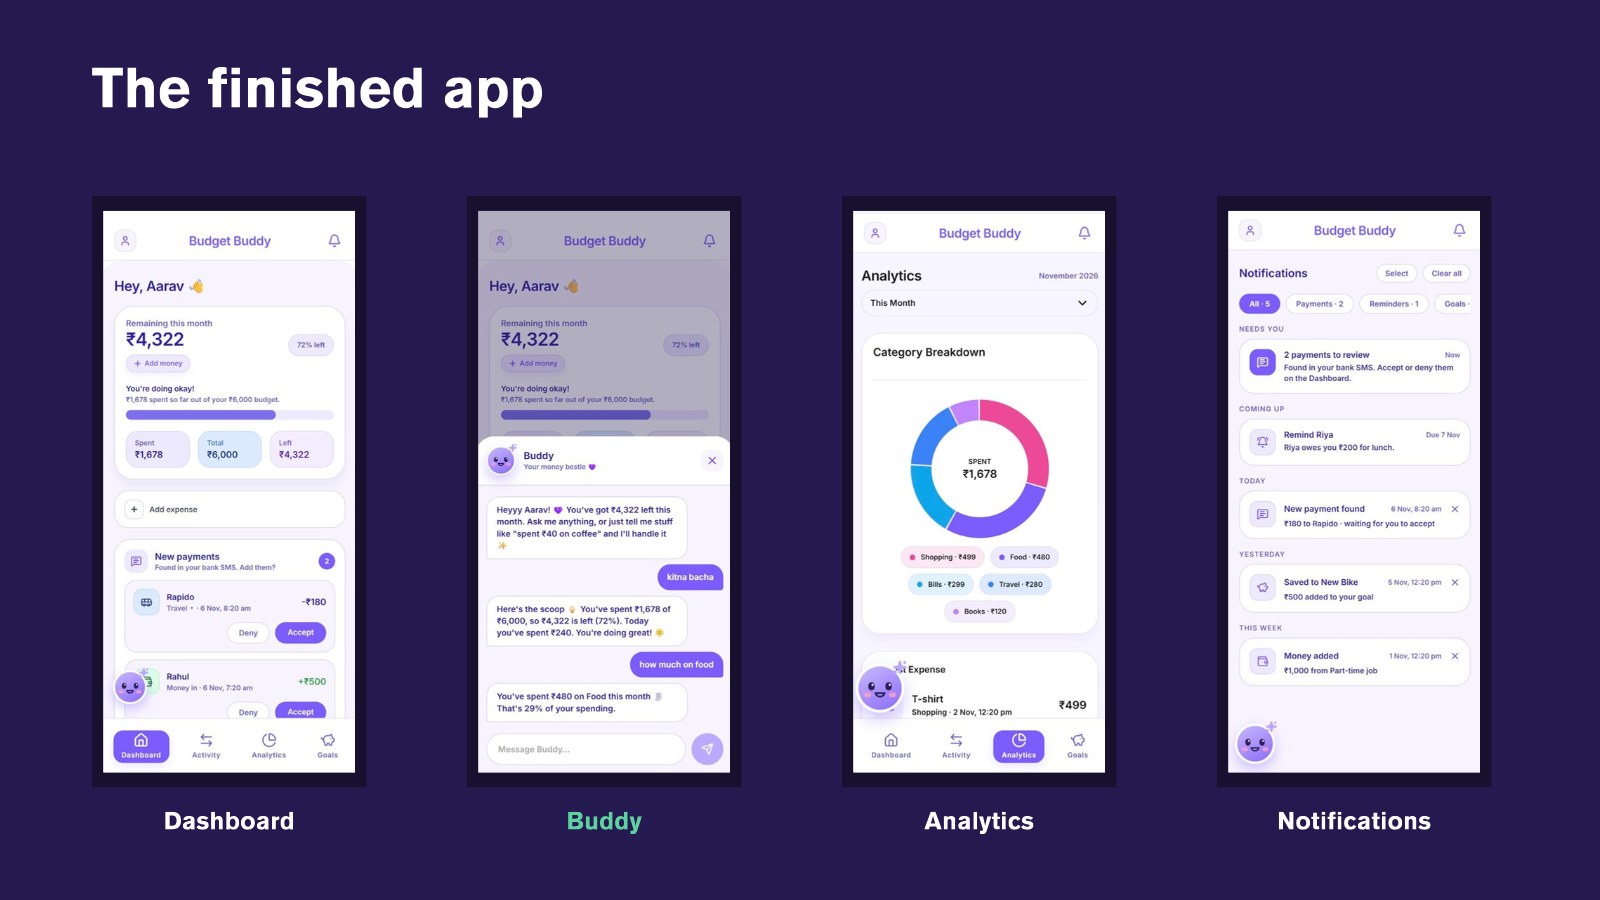 The finished app
Budget Buddy
Hey, Aarav 👋
Remaining this month
₹4,322
72% left
+ Add money
You're doing okay!
₹1,678 spent so far out of your ₹6,000 budget.
Spent
₹1,678
Total
₹6,000
Left
₹4,322
+ Add expense
New payments
Found in your bank SMS. Add them?
2
Rapido
Travel • · 6 Nov, 8:20 am
-₹180
Deny
Accept
Rahul
Money in · 6 Nov, 7:20 am
+₹500
Deny
Accept
Dashboard
Activity
Analytics
Goals
Dashboard
Budget Buddy
Hey, Aarav 👋
Remaining this month
₹4,322
72% left
+ Add money
You're doing okay!
₹1,678 spent so far out of your ₹6,000 budget.
Buddy
Your money bestie 💜
Heyyy Aarav! 💜 You've got ₹4,322 left this
month. Ask me anything, or just tell me stuff
like "spent ₹40 on coffee" and I'll handle it
✨
kitna bacha
Here's the scoop 🍦 You've spent ₹1,678 of
₹6,000, so ₹4,322 is left (72%). Today
you've spent ₹240. You're doing great! 🌟
how much on food
You've spent ₹480 on Food this month 🧾
That's 29% of your spending.
Message Buddy...
Buddy
Budget Buddy
Analytics
November 2026
This Month
Category Breakdown
SPENT
₹1,678
Shopping · ₹499
Food · ₹480
Bills · ₹299
Travel · ₹280
Books · ₹120
Expense
T-shirt
Shopping · 2 Nov, 12:20 pm
₹499
Dashboard
Activity
Analytics
Goals
Analytics
Budget Buddy
Notifications
Select
Clear all
All · 5
Payments · 2
Reminders · 1
Goals ·
NEEDS YOU
2 payments to review
Now
Found in your bank SMS. Accept or deny them
on the Dashboard.
COMING UP
Remind Riya
Due 7 Nov
Riya owes you ₹200 for lunch.
TODAY
New payment found
6 Nov, 8:20 am
₹180 to Rapido · waiting for you to accept
YESTERDAY
Saved to New Bike
5 Nov, 12:20 pm
₹500 added to your goal
THIS WEEK
Money added
1 Nov, 12:20 pm
₹1,000 from Part-time job
Notifications